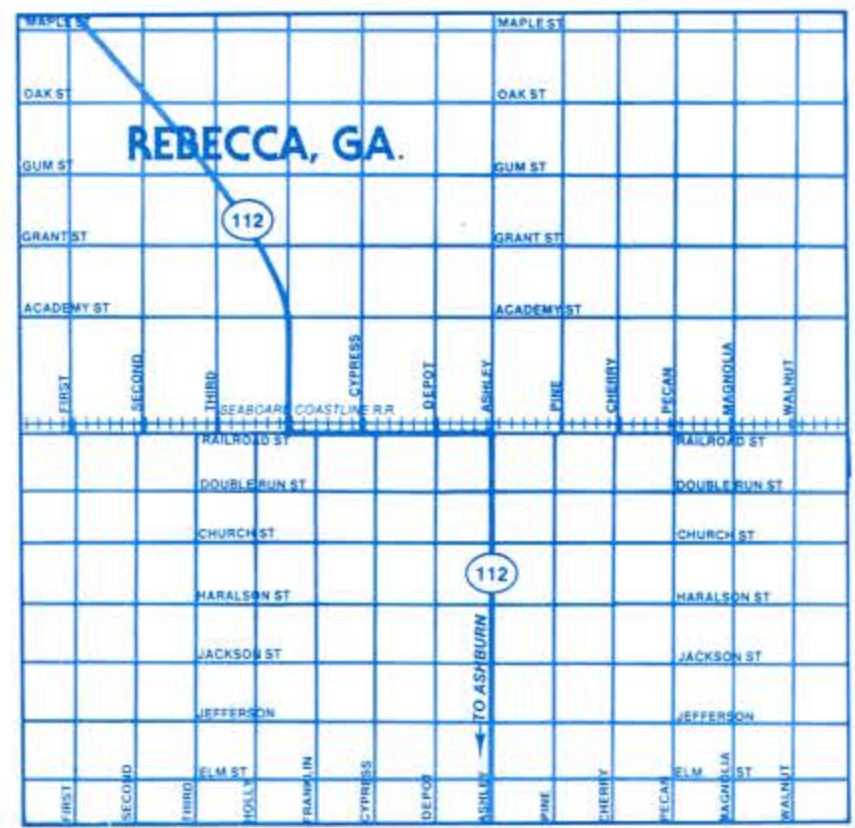 MAPLE ST MAPLE ST
OAK ST OAK ST
REBECCA, GA.
GUM ST GUM ST
112
GRANT ST GRANT ST
ACADEMY ST ACADEMY ST
FIRST SECOND THIRD CYPRESS DEPOT ASHLEY PINE CHERRY PECAN MAGNOLIA WALNUT
SEABOARD COASTLINE R.R.
RAILROAD ST RAILROAD ST
DOUBLE RUN ST DOUBLE RUN ST
CHURCH ST CHURCH ST
112
HARALSON ST HARALSON ST
TO ASHBURN
JACKSON ST JACKSON ST
JEFFERSON JEFFERSON
ELM ST ELM ST
FIRST SECOND THIRD HOLLY FRANKLIN CYPRESS DEPOT ASHLEY PINE CHERRY PECAN MAGNOLIA WALNUT